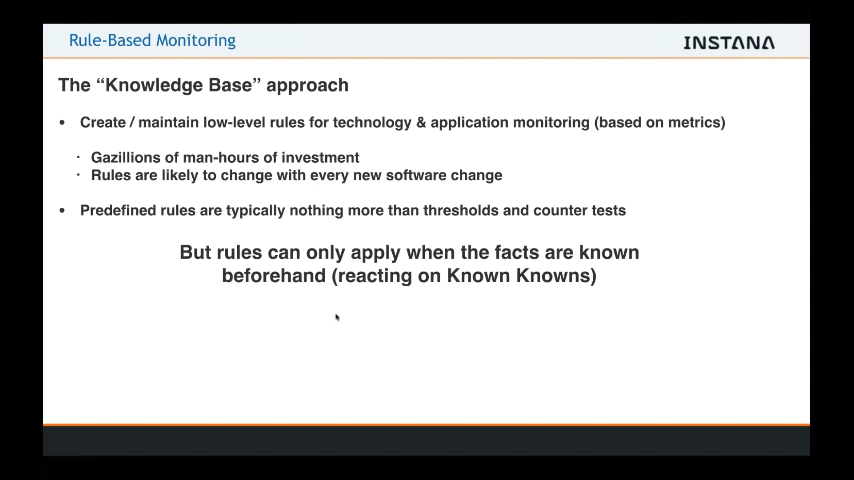 Rule-Based Monitoring
INSTANA
The “Knowledge Base” approach
• Create / maintain low-level rules for technology & application monitoring (based on metrics)
· Gazillions of man-hours of investment
· Rules are likely to change with every new software change
• Predefined rules are typically nothing more than thresholds and counter tests
But rules can only apply when the facts are known
beforehand (reacting on Known Knowns)